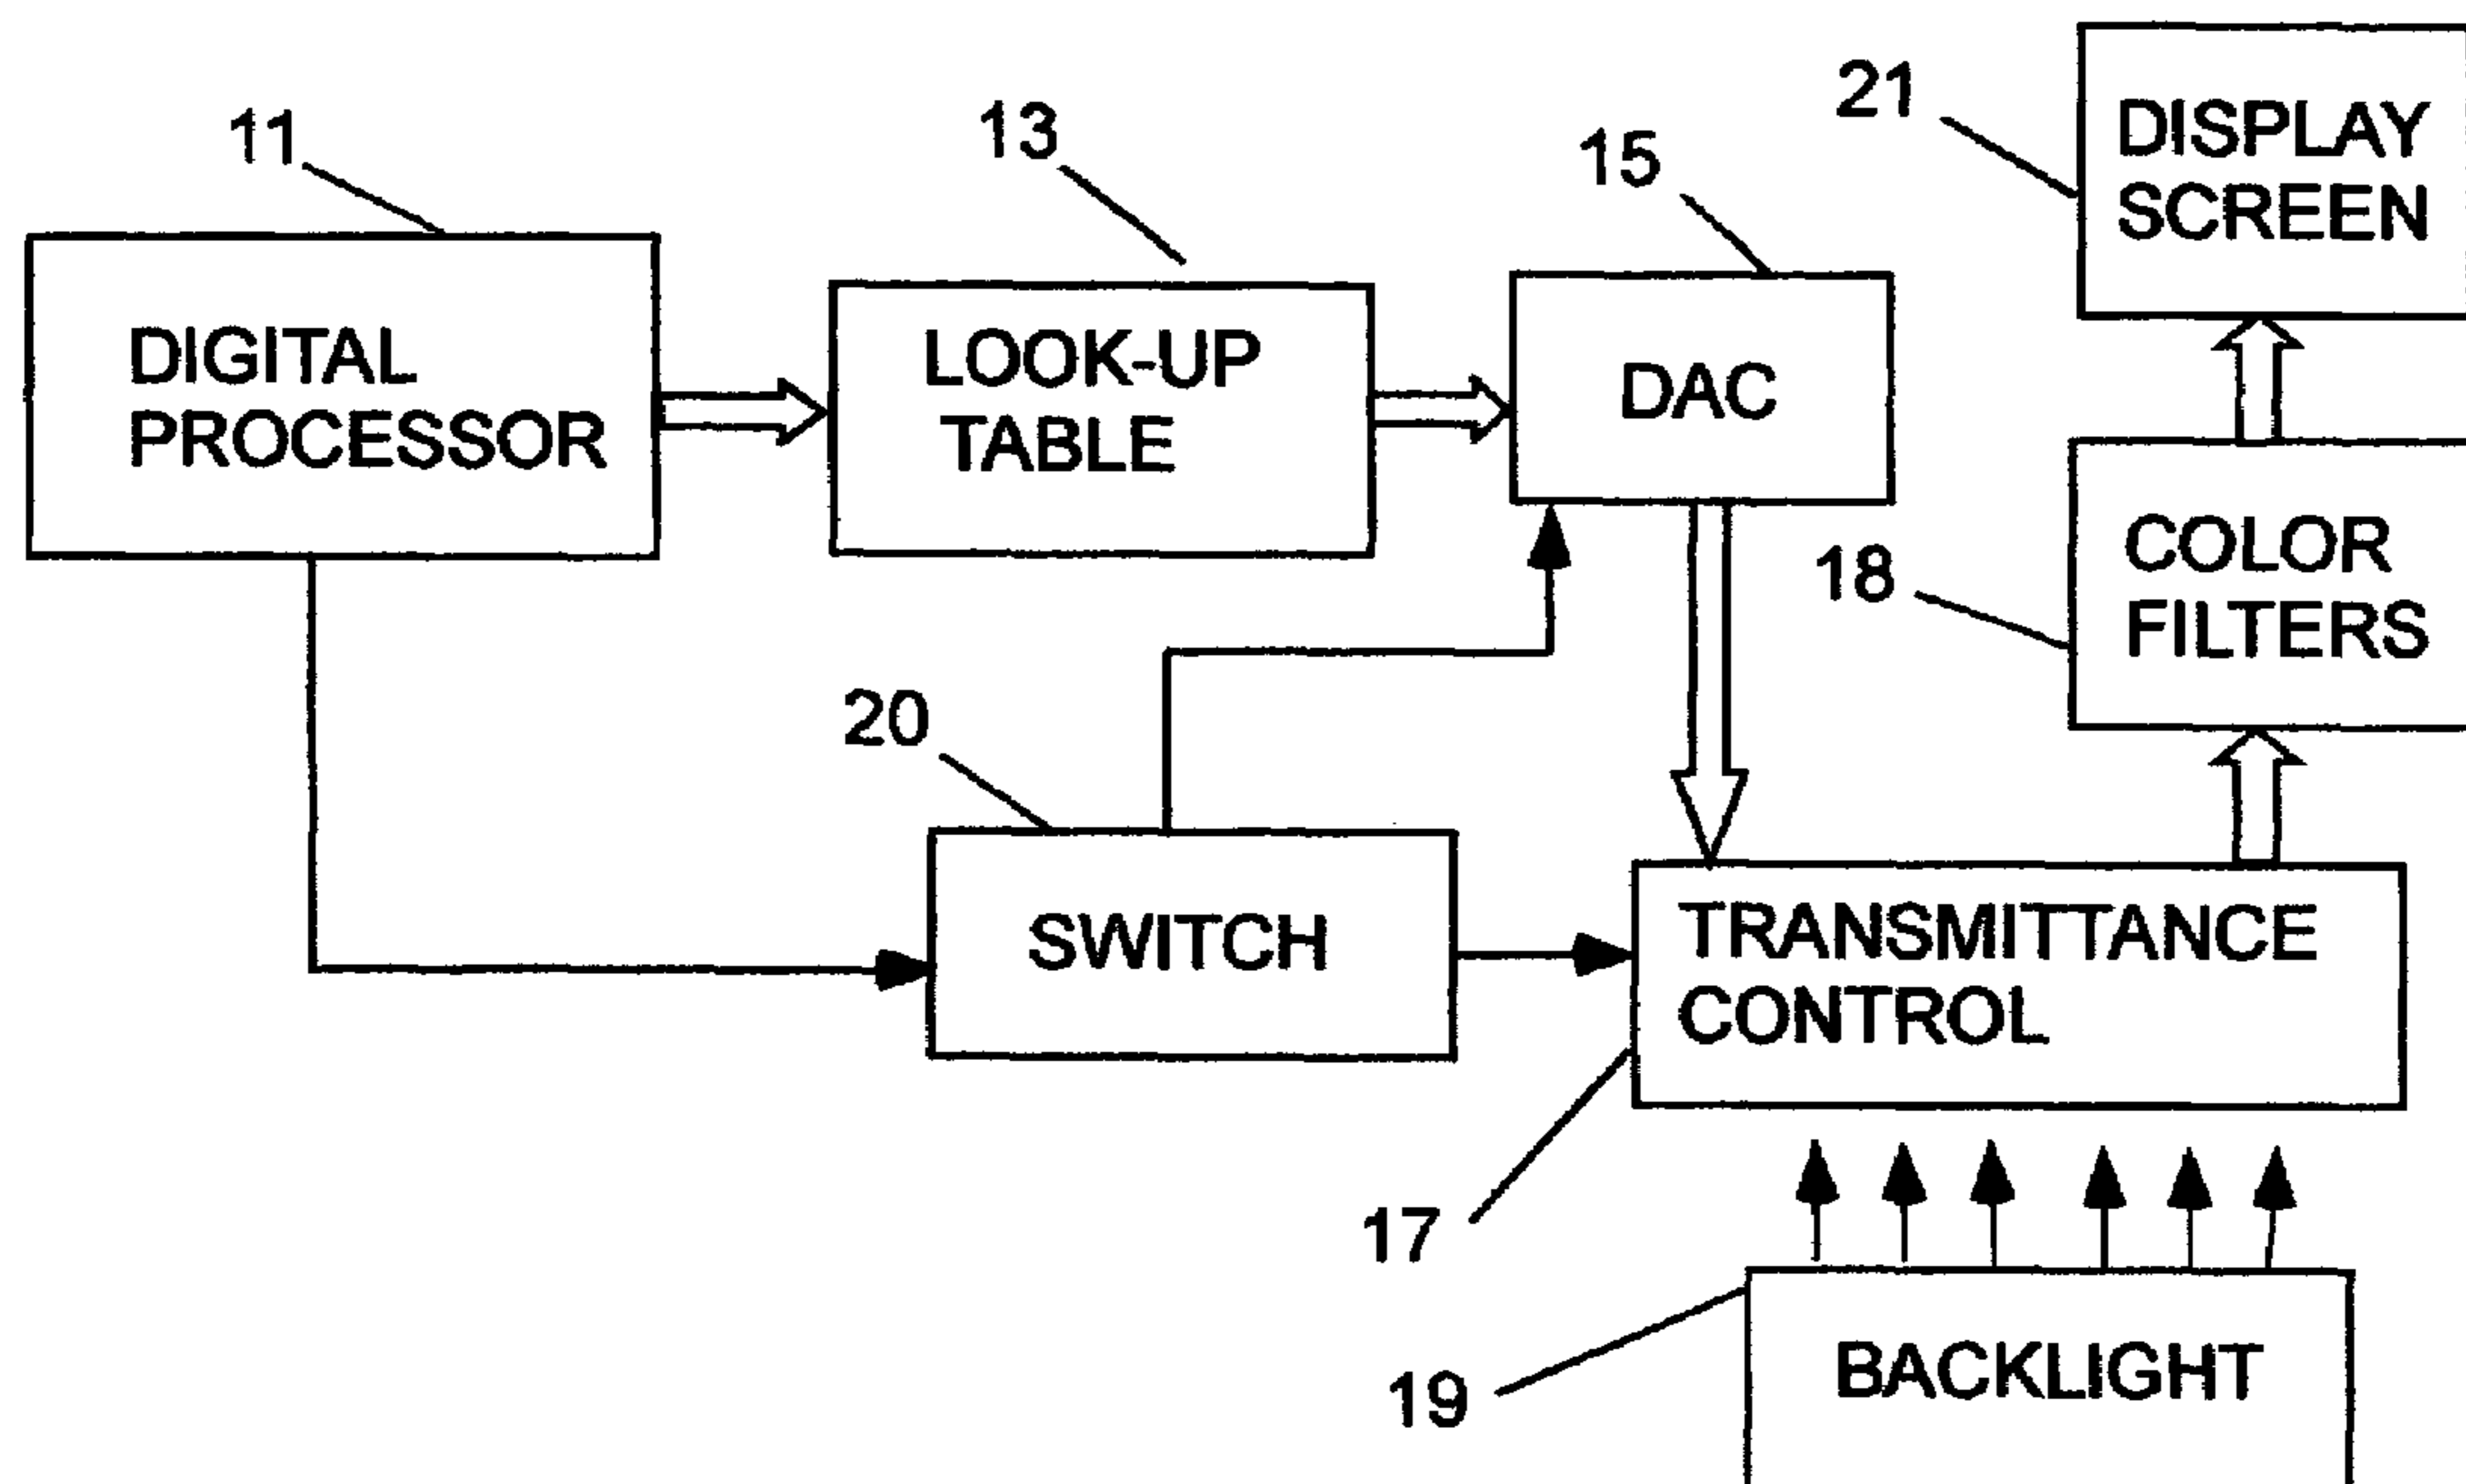 11
DIGITAL
PROCESSOR
13
LOOK-UP
TABLE
15
DAC
21
DISPLAY
SCREEN
18
COLOR
FILTERS
20
SWITCH
17
TRANSMITTANCE
CONTROL
19
BACKLIGHT